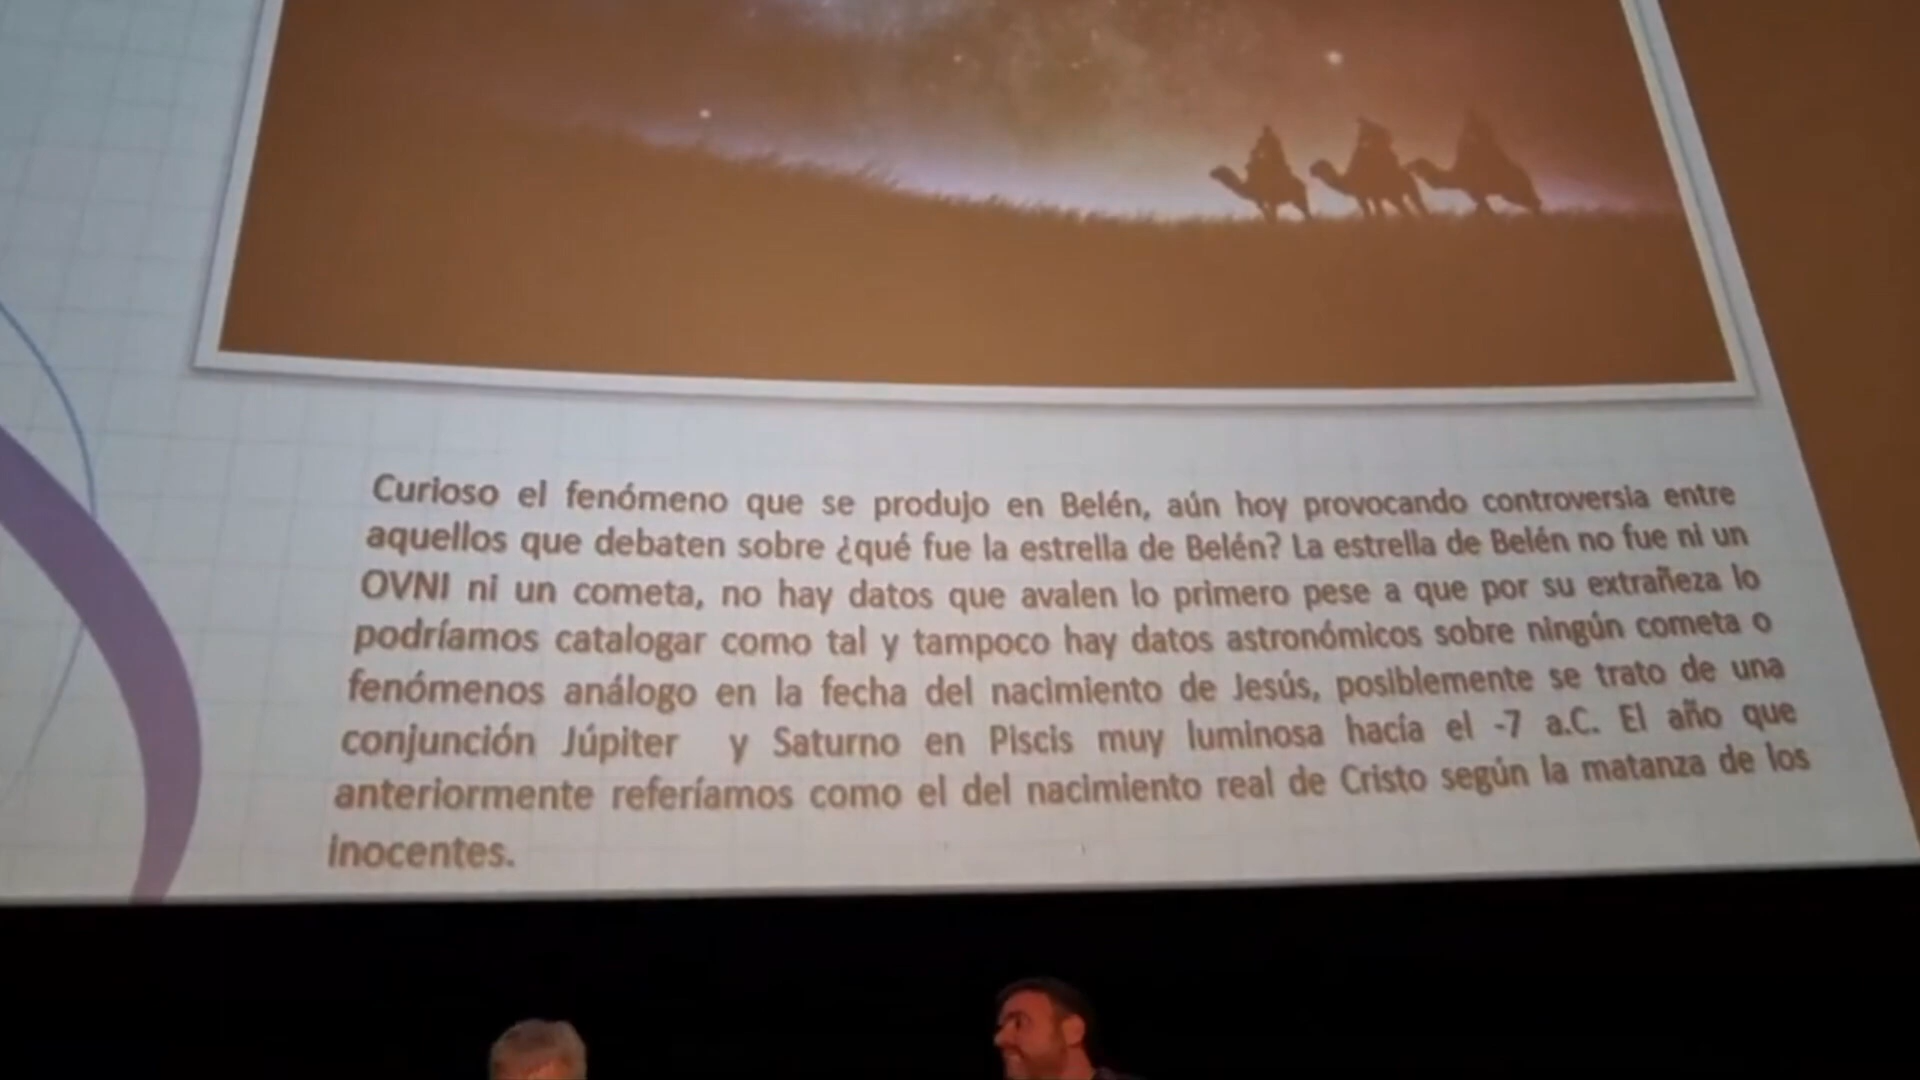 Curioso el fenómeno que se produjo en Belén, aún hoy provocando controversia entre
aquellos que debaten sobre ¿qué fue la estrella de Belén? La estrella de Belén no fue ni un
OVNI ni un cometa, no hay datos que avalen lo primero pese a que por su extrañeza lo
podríamos catalogar como tal y tampoco hay datos astronómicos sobre ningún cometa o
fenómenos análogo en la fecha del nacimiento de Jesús, posiblemente se trato de una
conjunción Júpiter y Saturno en Piscis muy luminosa hacía el -7 a.C. El año que
anteriormente referíamos como el del nacimiento real de Cristo según la matanza de los
inocentes.